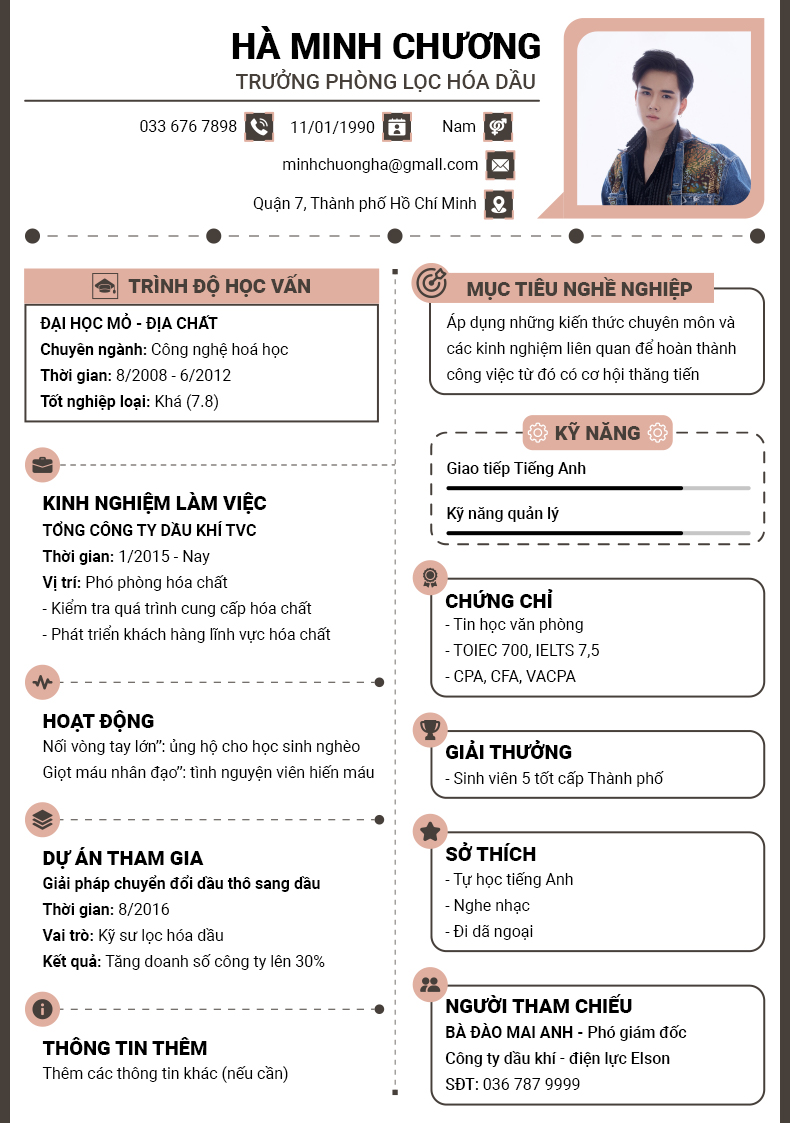 HÀ MINH CHƯƠNG
TRƯỞNG PHÒNG LỌC HÓA DẦU
033 676 7898 11/01/1990 Nam
minhchuongha@gmall.com
Quận 7, Thành phố Hồ Chí Minh
TRÌNH ĐỘ HỌC VẤN
ĐẠI HỌC MỎ - ĐỊA CHẤT
Chuyên ngành: Công nghệ hoá học
Thời gian: 8/2008 - 6/2012
Tốt nghiệp loại: Khá (7.8)
KINH NGHIỆM LÀM VIỆC
TỔNG CÔNG TY DẦU KHÍ TVC
Thời gian: 1/2015 - Nay
Vị trí: Phó phòng hóa chất
- Kiểm tra quá trình cung cấp hóa chất
- Phát triển khách hàng lĩnh vực hóa chất
HOẠT ĐỘNG
Nối vòng tay lớn”: ủng hộ cho học sinh nghèo
Giọt máu nhân đạo”: tình nguyện viên hiến máu
DỰ ÁN THAM GIA
Giải pháp chuyển đổi dầu thô sang dầu
Thời gian: 8/2016
Vai trò: Kỹ sư lọc hóa dầu
Kết quả: Tăng doanh số công ty lên 30%
THÔNG TIN THÊM
Thêm các thông tin khác (nếu cần)
MỤC TIÊU NGHỀ NGHIỆP
Áp dụng những kiến thức chuyên môn và
các kinh nghiệm liên quan để hoàn thành
công việc từ đó có cơ hội thăng tiến
KỸ NĂNG
Giao tiếp Tiếng Anh
Kỹ năng quản lý
CHỨNG CHỈ
- Tin học văn phòng
- TOIEC 700, IELTS 7,5
- CPA, CFA, VACPA
GIẢI THƯỞNG
- Sinh viên 5 tốt cấp Thành phố
SỞ THÍCH
- Tự học tiếng Anh
- Nghe nhạc
- Đi dã ngoại
NGƯỜI THAM CHIẾU
BÀ ĐÀO MAI ANH - Phó giám đốc
Công ty dầu khí - điện lực Elson
SĐT: 036 787 9999